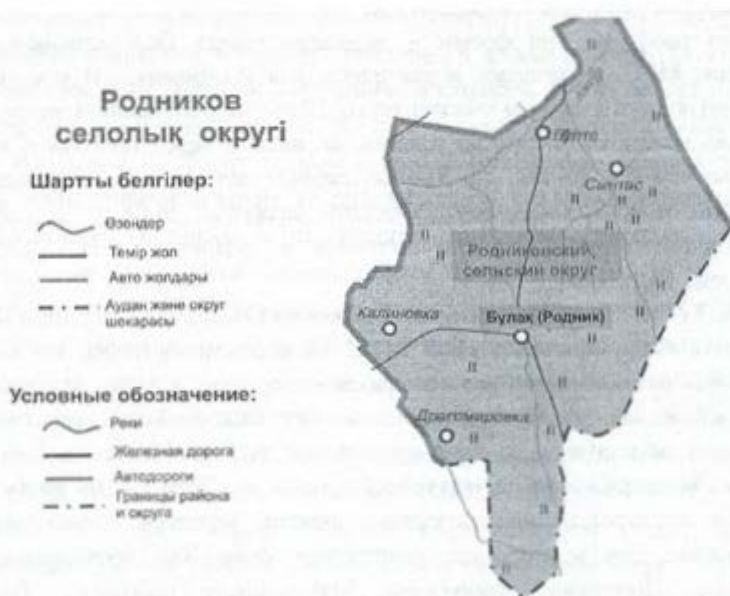 Родников
селолық округі
Шартты белгілер:
Өзендер
Темір жол
Авто жолдары
Аудан және округ
шекарасы
Условные обозначение:
Реки
Железная дорога
Автодороги
Границы района
и округа
Сыптас
Родниковский
сельский округ
Калиновка
Булак (Родник)
Драгомировка